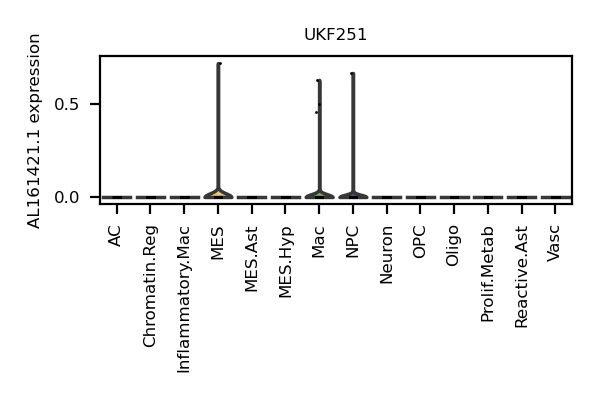 UKF251
AL161421.1 expression
0.5
0.0
AC
Chromatin.Reg
Inflammatory.Mac
MES
MES.Ast
MES.Hyp
Mac
NPC
Neuron
OPC
Oligo
Prolif.Metab
Reactive.Ast
Vasc